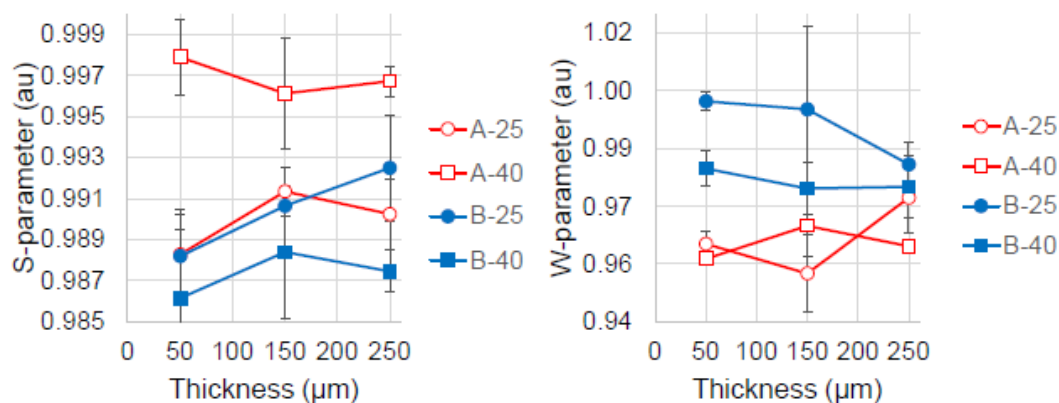 S-parameter (au)
0.999
0.997
0.995
0.993
0.991
0.989
0.987
0.985
0 50 100 150 200 250
Thickness (µm)
A-25
A-40
B-25
B-40
W-parameter (au)
1.02
1.00
0.99
0.97
0.96
0.94
0 50 100 150 200 250
Thickness (µm)
A-25
A-40
B-25
B-40